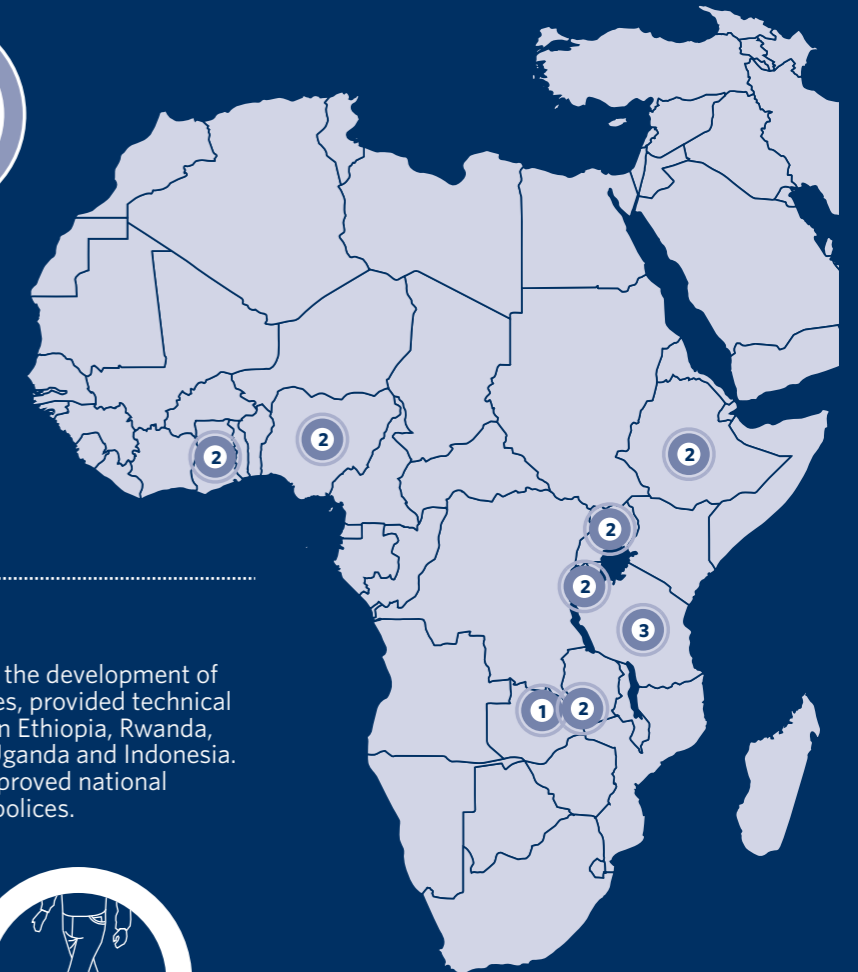 2
2
2
2
2
3
1
2
the development of
es, provided technical
n Ethiopia, Rwanda,
Uganda and Indonesia.
proved national
polices.